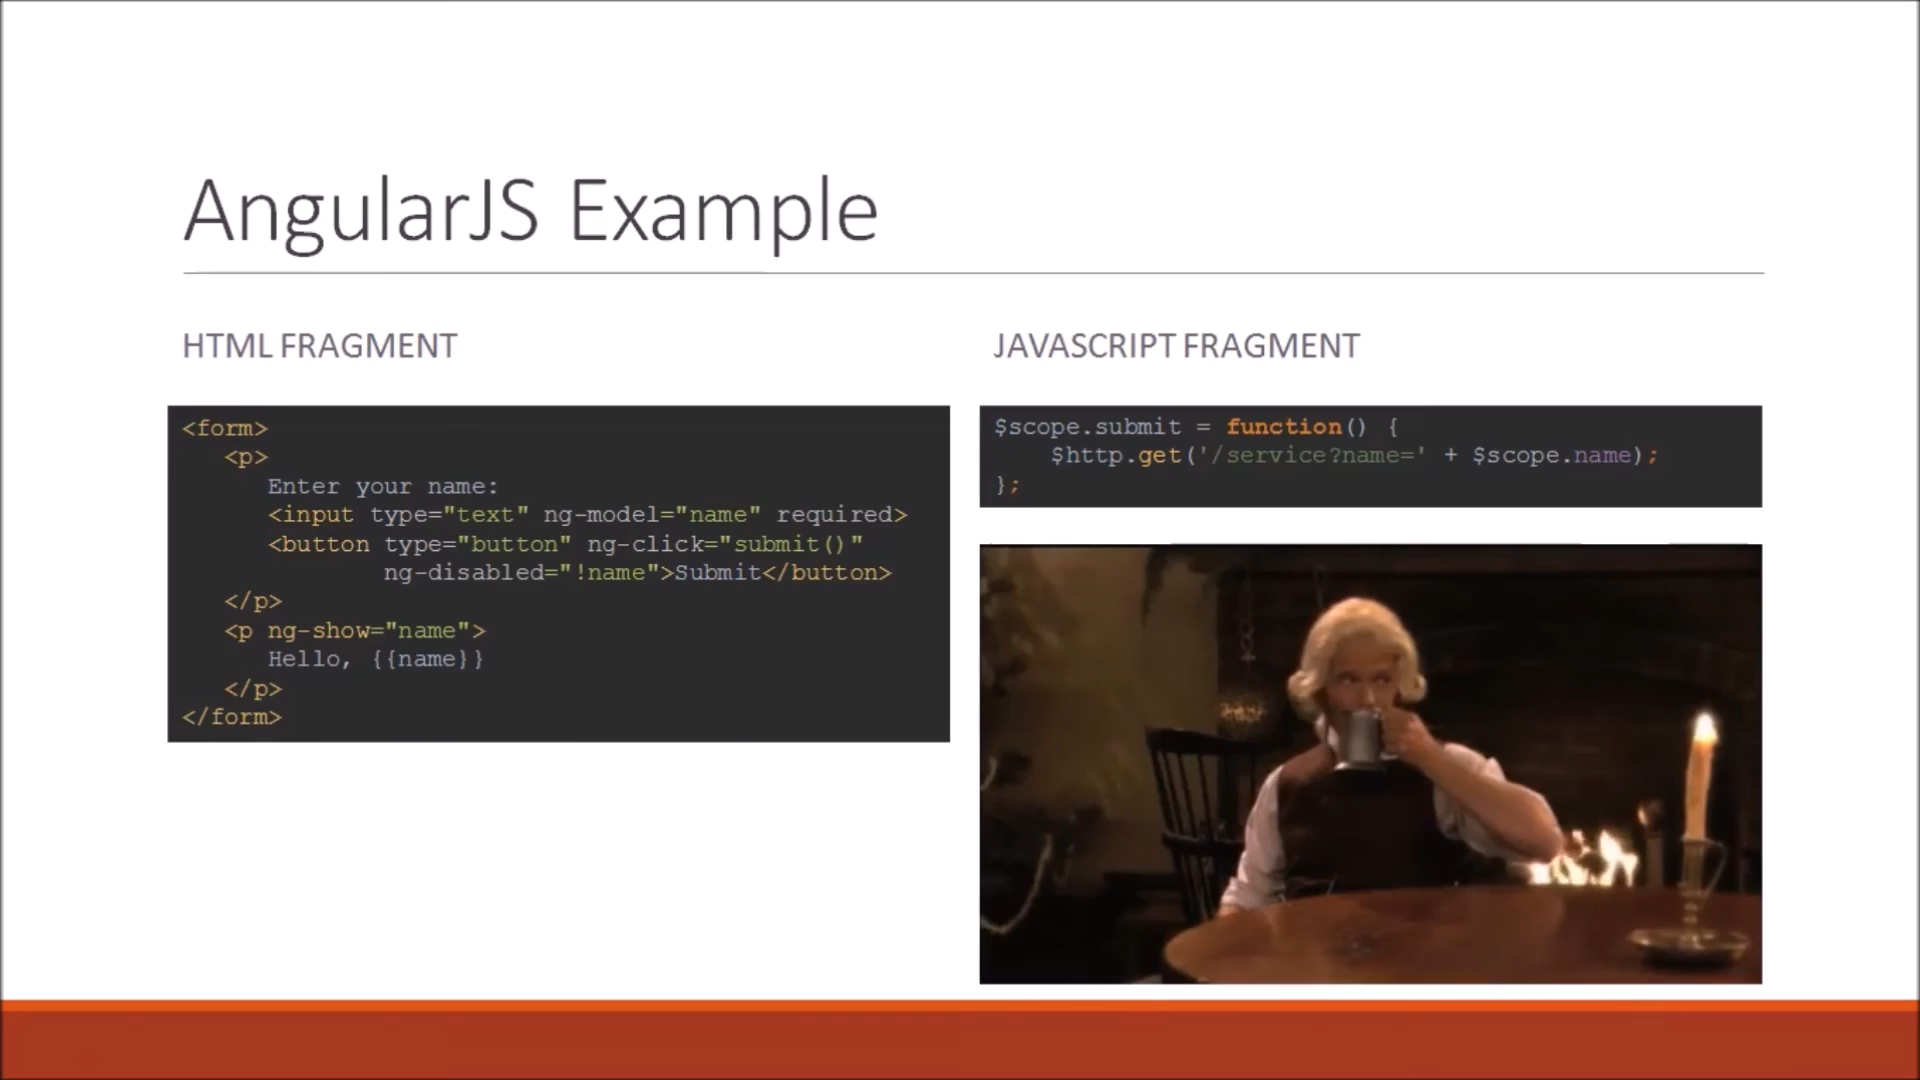 AngularJS Example
HTML FRAGMENT
<form>
<p>
Enter your name:
<input type="text" ng-model="name" required>
<button type="button" ng-click="submit()"
ng-disabled="!name">Submit</button>
</p>
<p ng-show="name">
Hello, {{name}}
</p>
</form>
JAVASCRIPT FRAGMENT
$scope.submit = function() {
$http.get('/service?name=' + $scope.name);
};